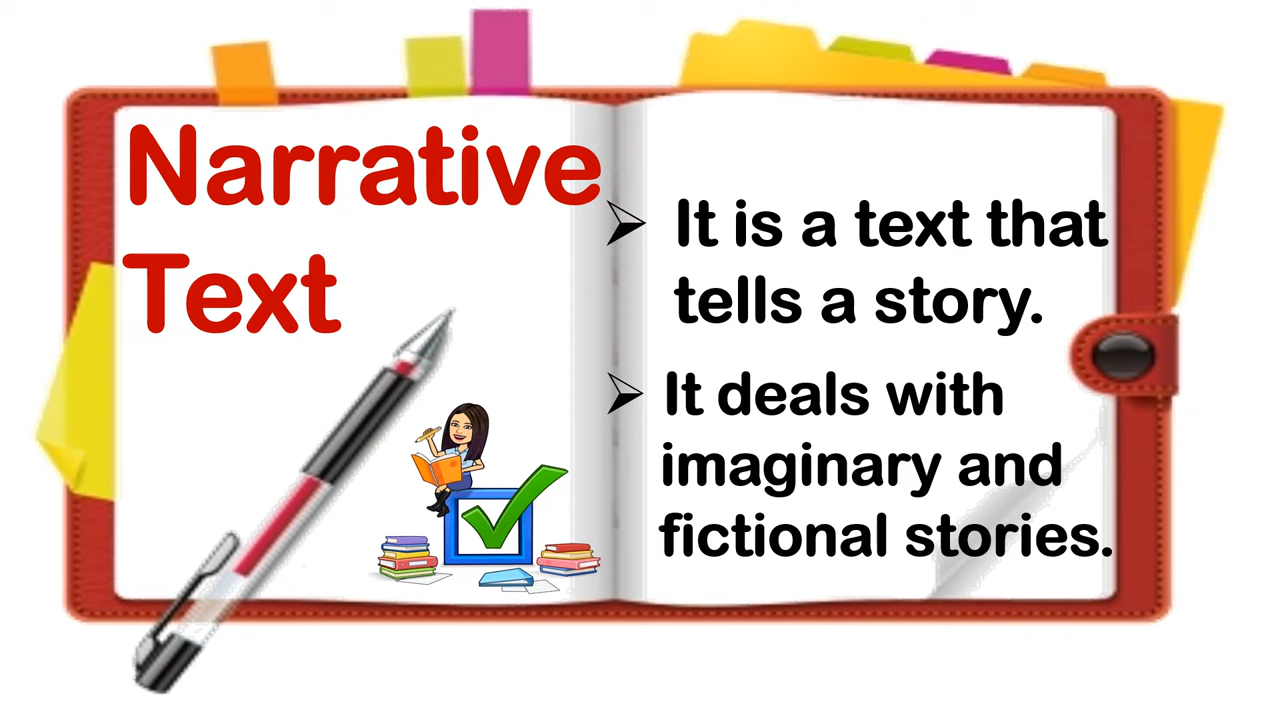 Narrative
Text
It is a text that
tells a story.
It deals with
imaginary and
fictional stories.